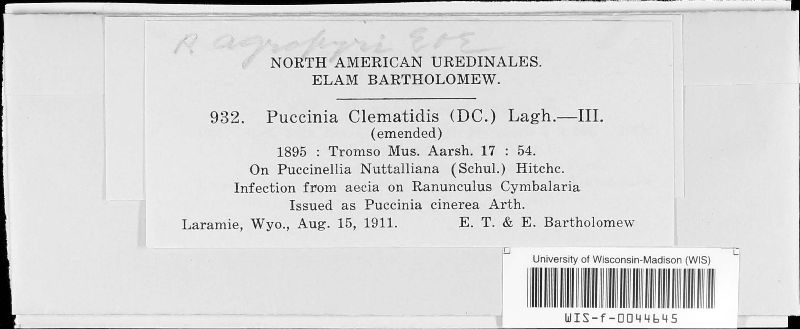 P. agropyri E&E
NORTH AMERICAN UREDINALES.
ELAM BARTHOLOMEW.
932. Puccinia Clematidis (DC.) Lagh.—III.
(emended)
1895 : Tromso Mus. Aarsh. 17 : 54.
On Puccinellia Nuttalliana (Schul.) Hitchc.
Infection from aecia on Ranunculus Cymbalaria
Issued as Puccinia cinerea Arth.
Laramie, Wyo., Aug. 15, 1911. E. T. & E. Bartholomew
University of Wisconsin-Madison (WIS)
WIS-f-0044645